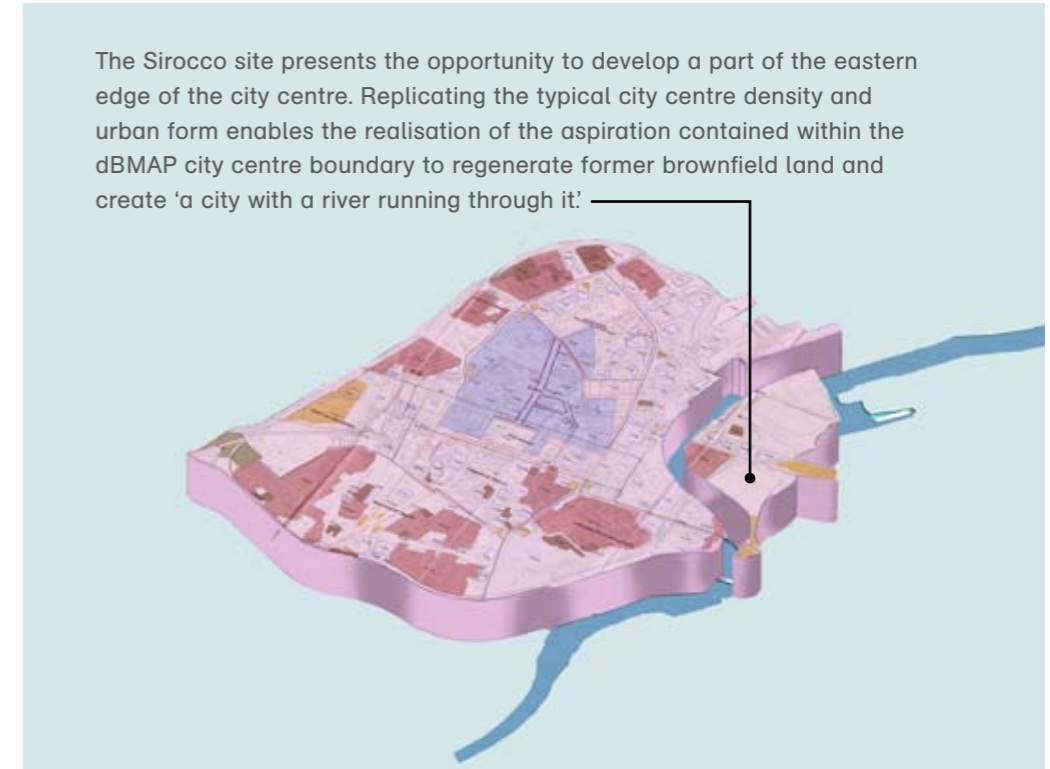 The Sirocco site presents the opportunity to develop a part of the eastern
edge of the city centre. Replicating the typical city centre density and
urban form enables the realisation of the aspiration contained within the
dBMAP city centre boundary to regenerate former brownfield land and
create ‘a city with a river running through it.’